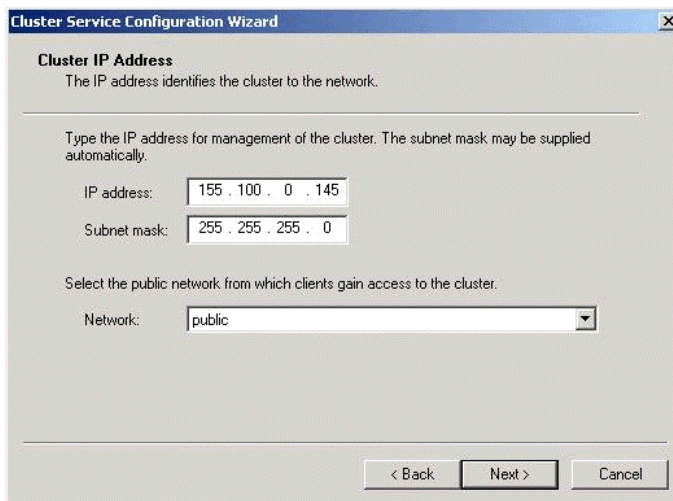 Cluster Service Configuration Wizard
Cluster IP Address
The IP address identifies the cluster to the network.
Type the IP address for management of the cluster. The subnet mask may be supplied
automatically.
IP address: 155 . 100 . 0 . 145
Subnet mask: 255 . 255 . 255 . 0
Select the public network from which clients gain access to the cluster.
Network: public
< Back Next > Cancel